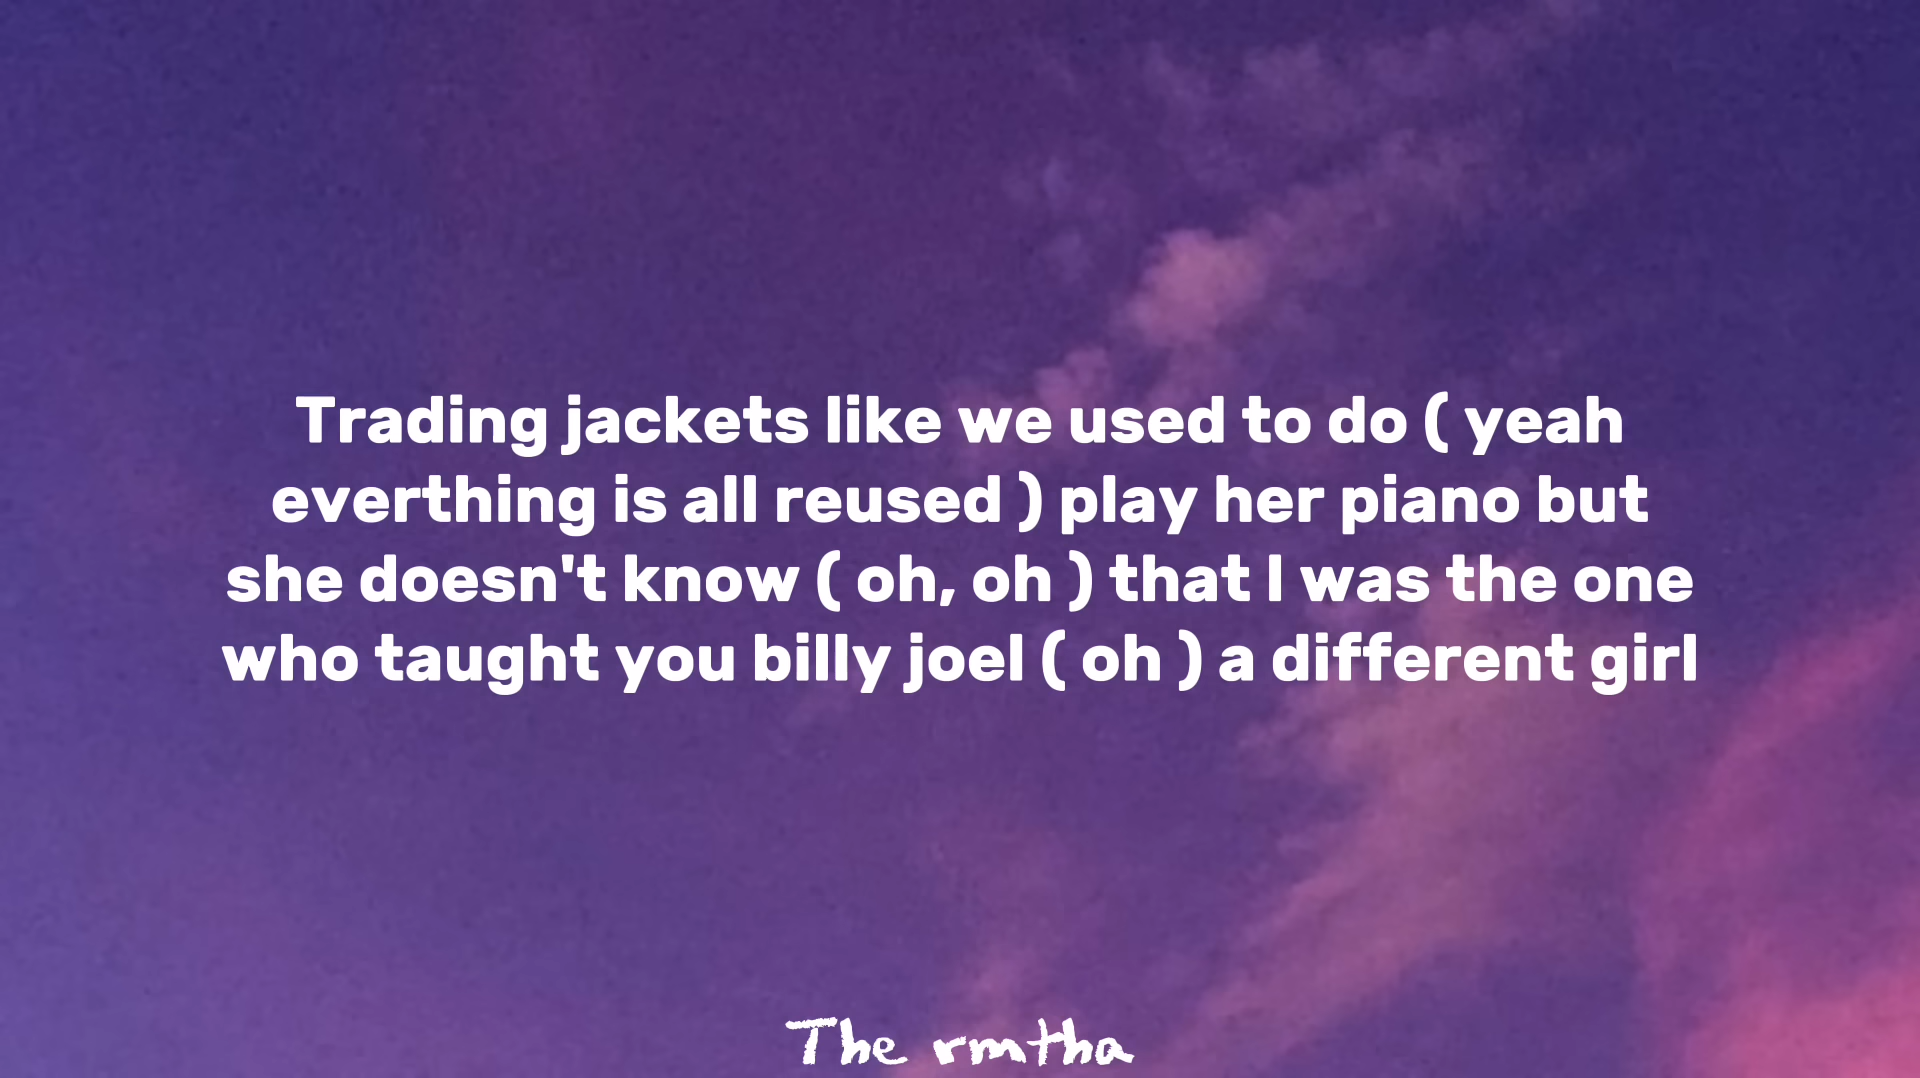 Trading jackets like we used to do ( yeah
everthing is all reused ) play her piano but
she doesn't know ( oh, oh ) that I was the one
who taught you billy joel ( oh ) a different girl
The rmtha